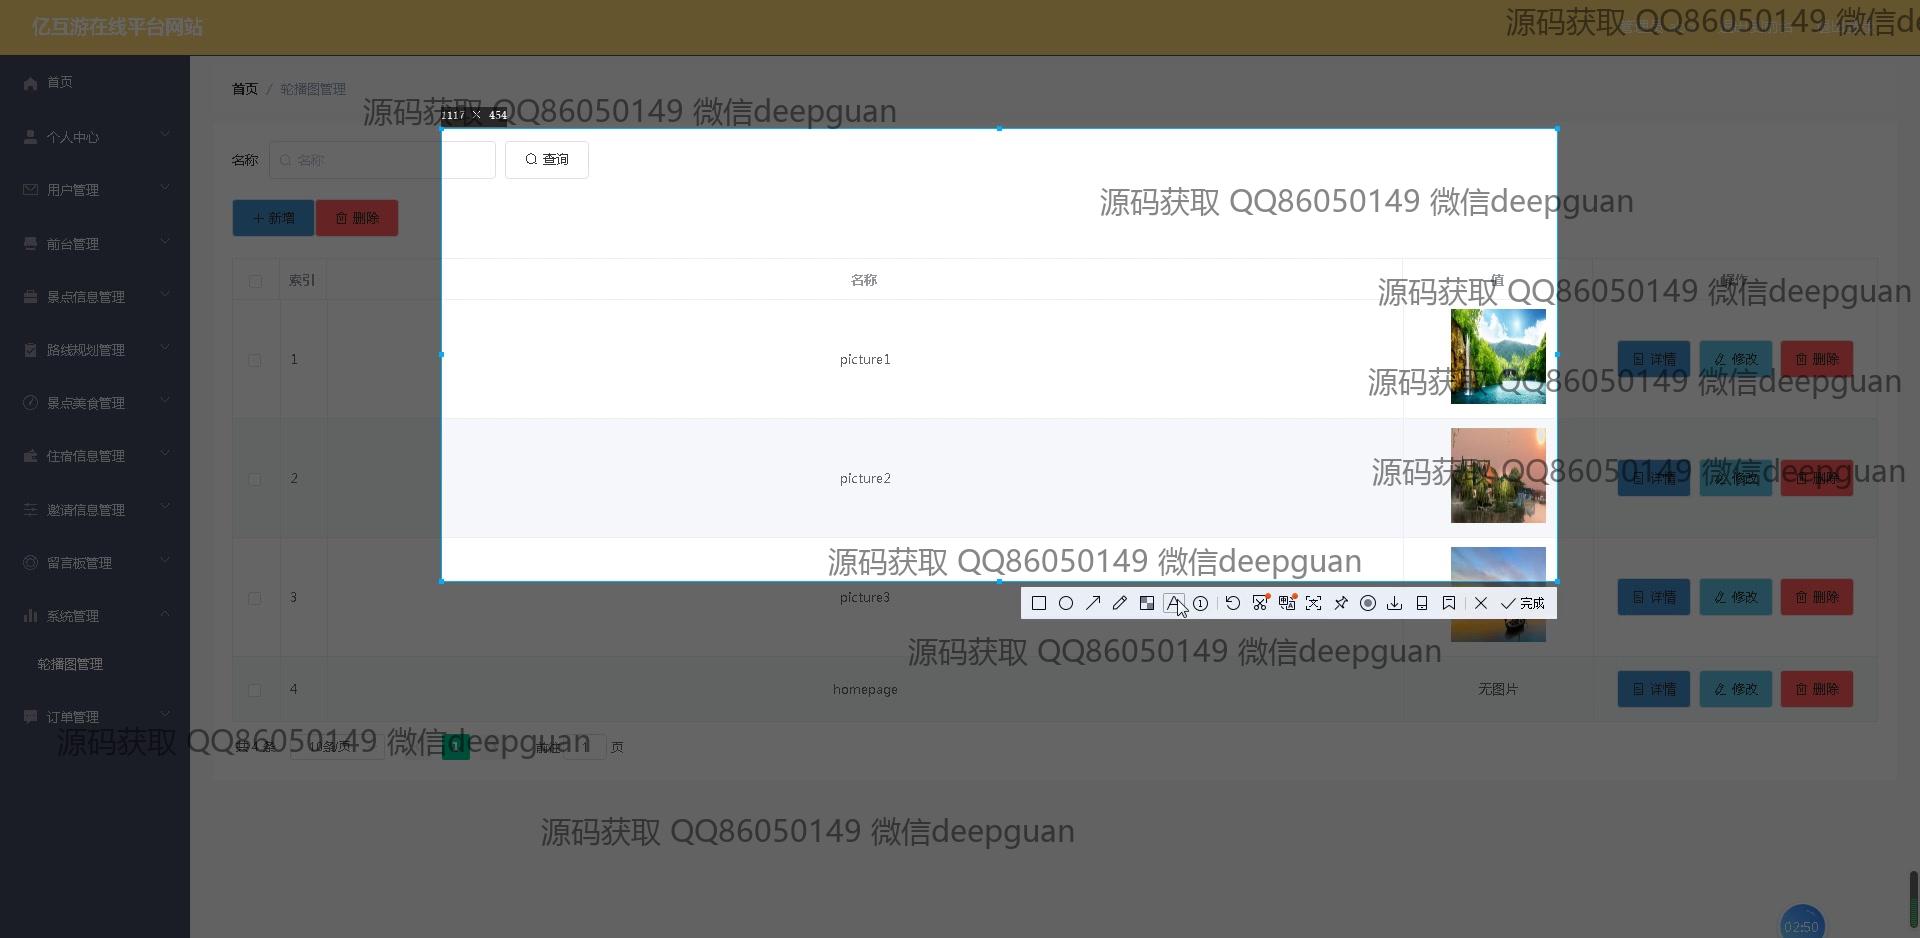 亿互游在线平台网站
源码获取 QQ86050149 微信deepguan
首页
个人中心
用户管理
前台管理
景点信息管理
路线规划管理
景点美食管理
住宿信息管理
邀请信息管理
留言板管理
系统管理
轮播图管理
订单管理
首页 / 轮播图管理
源码获取 QQ86050149 微信deepguan
1117 × 454
名称 名称 查询
源码获取 QQ86050149 微信deepguan
新增 删除
索引 名称 值 操作
源码获取 QQ86050149 微信deepguan
1 picture1 详情 修改 删除
源码获取 QQ86050149 微信deepguan
2 picture2 详情 修改 删除
源码获取 QQ86050149 微信deepguan
源码获取 QQ86050149 微信deepguan
3 picture3 详情 修改 删除
完成
源码获取 QQ86050149 微信deepguan
4 homepage 无图片 详情 修改 删除
共 4 条 10条/页 1 前往 1 页
源码获取 QQ86050149 微信deepguan
源码获取 QQ86050149 微信deepguan
02:50